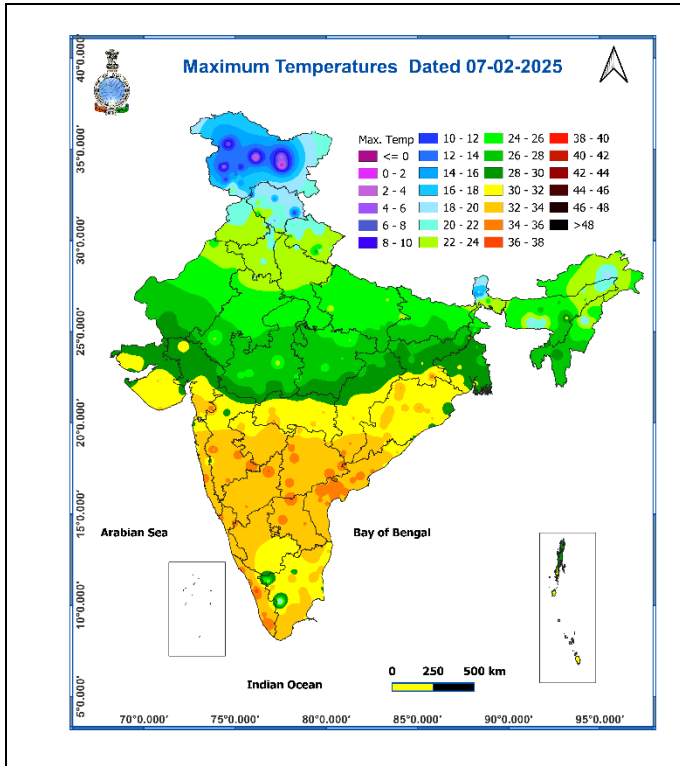 Maximum Temperatures Dated 07-02-2025
Max. Temp
<= 0
0 - 2
2 - 4
4 - 6
6 - 8
8 - 10
10 - 12
12 - 14
14 - 16
16 - 18
18 - 20
20 - 22
22 - 24
24 - 26
26 - 28
28 - 30
30 - 32
32 - 34
34 - 36
36 - 38
38 - 40
40 - 42
42 - 44
44 - 46
46 - 48
>48
40°0.000'
35°0.000'
30°0.000'
25°0.000'
20°0.000'
15°0.000'
10°0.000'
5°0.000'
Arabian Sea
Bay of Bengal
Indian Ocean
0 250 500 km
70°0.000' 75°0.000' 80°0.000' 85°0.000' 90°0.000' 95°0.000'